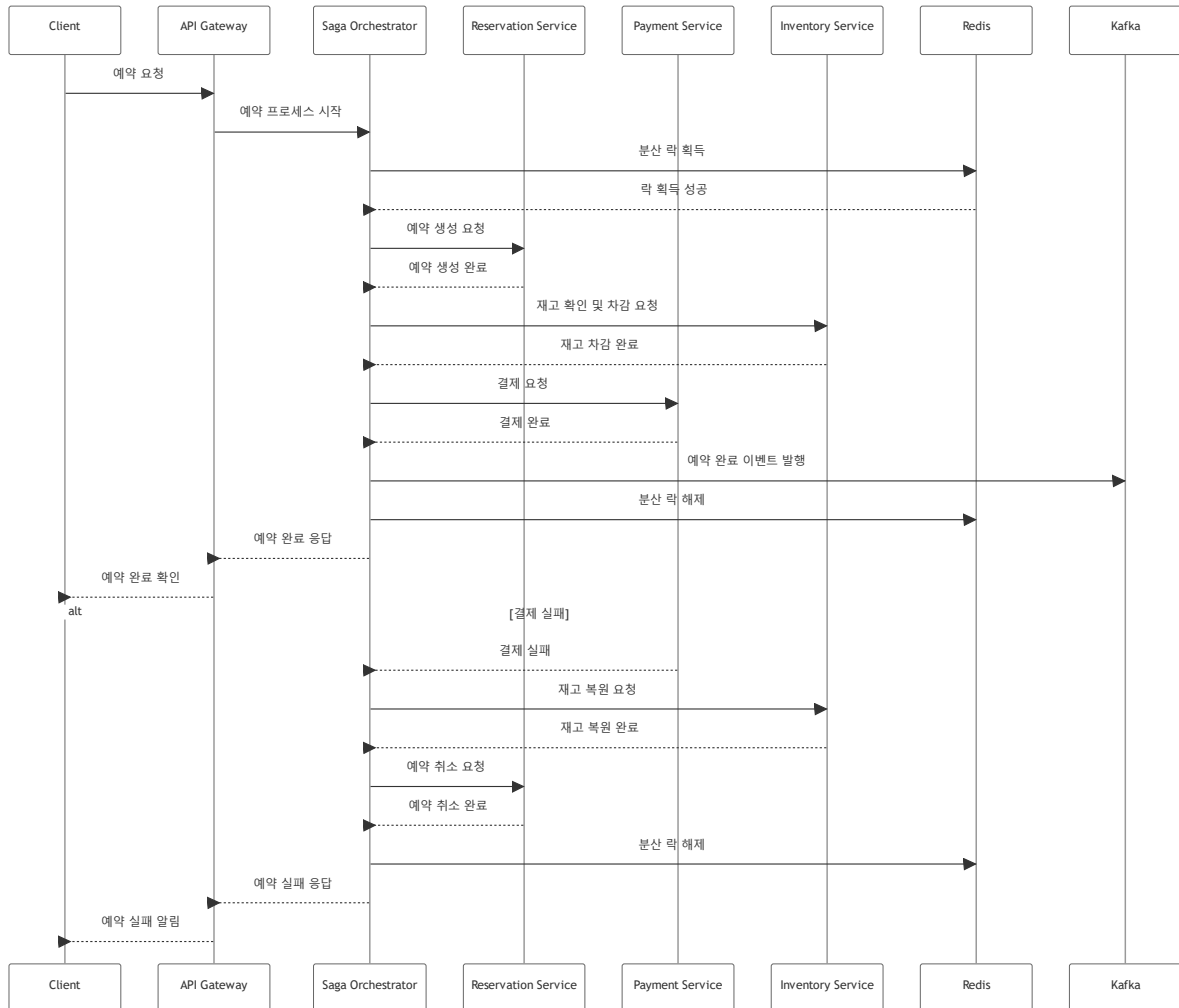 Client
API Gateway
Saga Orchestrator
Reservation Service
Payment Service
Inventory Service
Redis
Kafka
예약 요청
예약 프로세스 시작
분산 락 획득
락 획득 성공
예약 생성 요청
예약 생성 완료
재고 확인 및 차감 요청
재고 차감 완료
결제 요청
결제 완료
예약 완료 이벤트 발행
분산 락 해제
예약 완료 응답
예약 완료 확인
alt
[결제 실패]
결제 실패
재고 복원 요청
재고 복원 완료
예약 취소 요청
예약 취소 완료
분산 락 해제
예약 실패 응답
예약 실패 알림
Client
API Gateway
Saga Orchestrator
Reservation Service
Payment Service
Inventory Service
Redis
Kafka